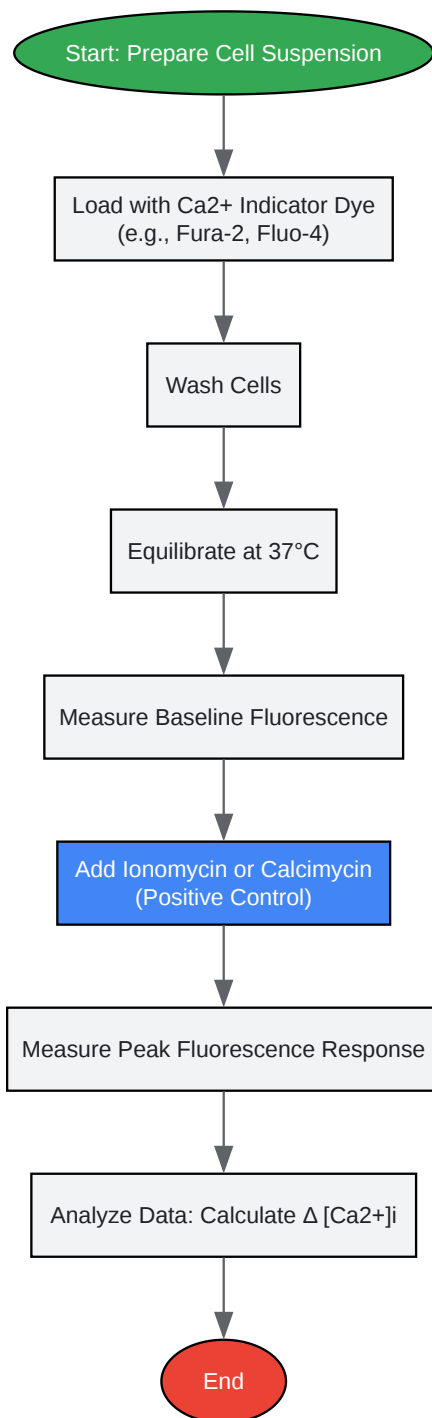 Start: Prepare Cell Suspension
Load with Ca2+ Indicator Dye
(e.g., Fura-2, Fluo-4)
Wash Cells
Equilibrate at 37°C
Measure Baseline Fluorescence
Add Ionomycin or Calcimycin
(Positive Control)
Measure Peak Fluorescence Response
Analyze Data: Calculate Δ [Ca2+]i
End